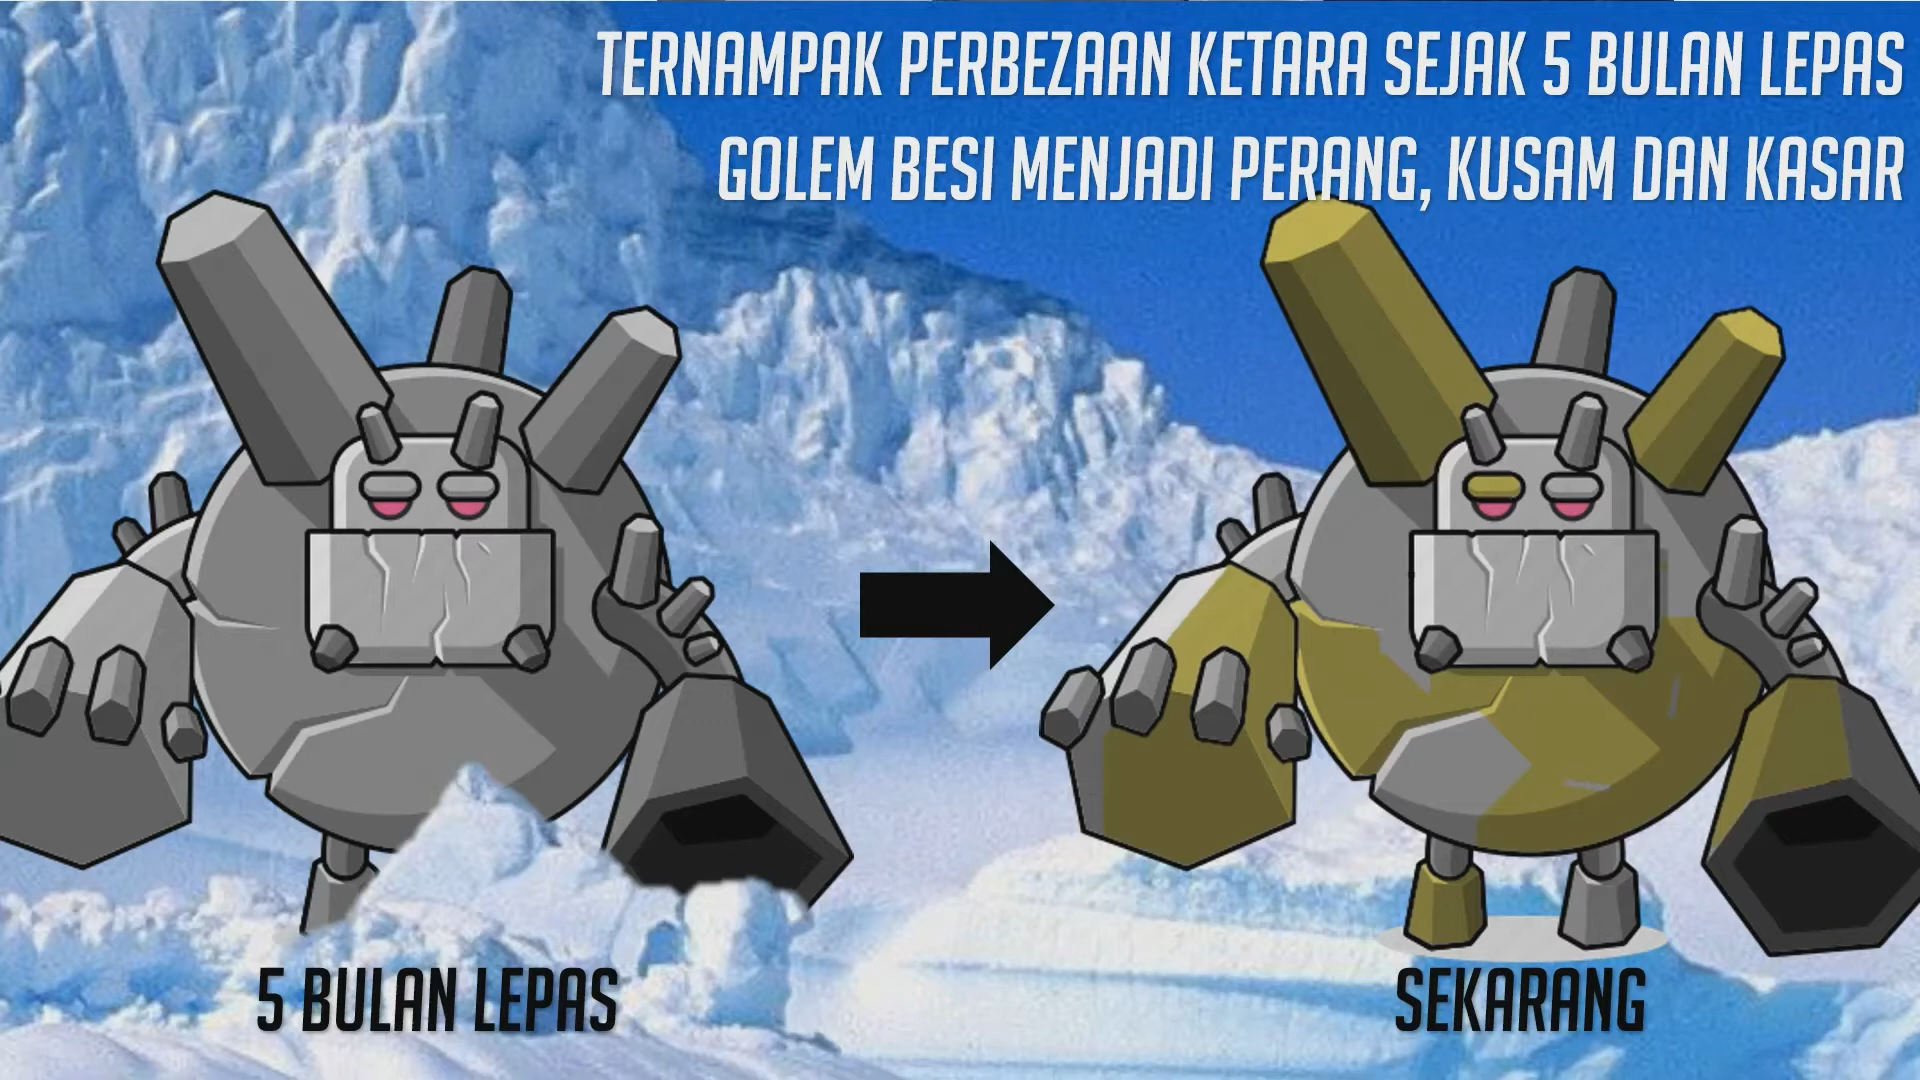 TERNAMPAK PERBEZAAN KETARA SEJAK 5 BULAN LEPAS
GOLEM BESI MENJADI PERANG, KUSAM DAN KASAR
5 BULAN LEPAS
SEKARANG